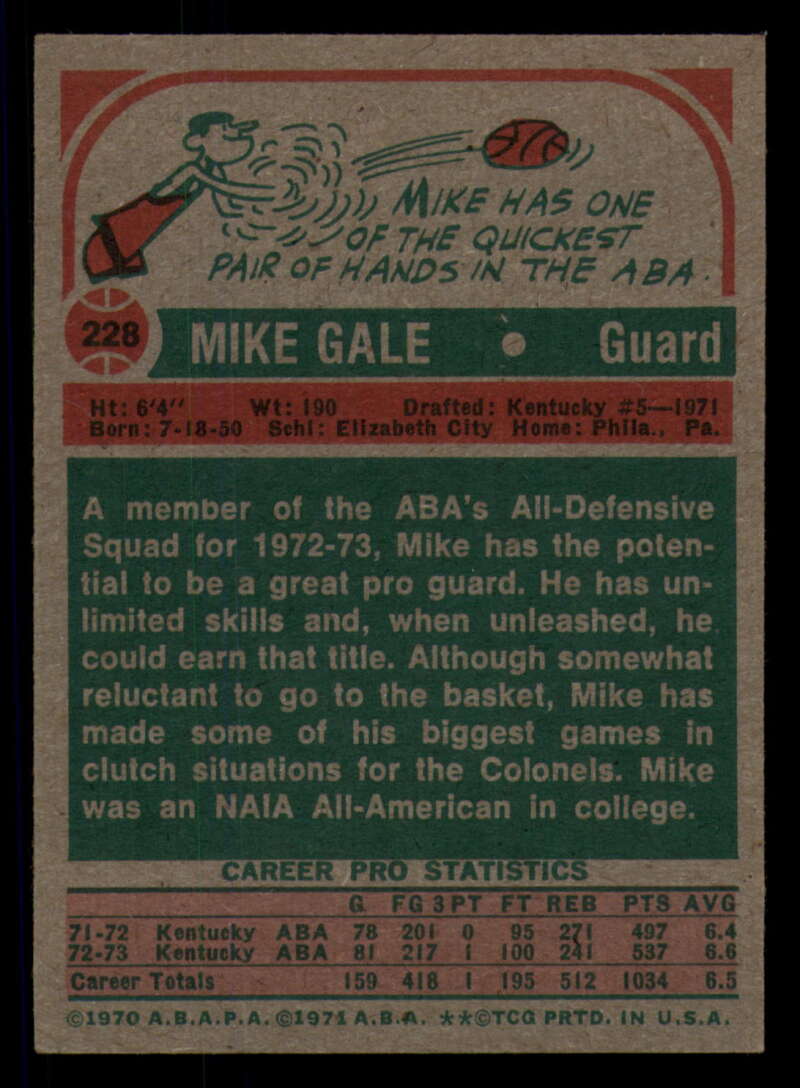 MIKE HAS ONE
OF THE QUICKEST
PAIR OF HANDS IN THE ABA.
228 MIKE GALE • Guard
Ht: 6'4" Wt: 190 Drafted: Kentucky #5—1971
Born: 7-18-50 Schl: Elizabeth City Home: Phila., Pa.
A member of the ABA's All-Defensive
Squad for 1972-73, Mike has the poten-
tial to be a great pro guard. He has un-
limited skills and, when unleashed, he
could earn that title. Although somewhat
reluctant to go to the basket, Mike has
made some of his biggest games in
clutch situations for the Colonels. Mike
was an NAIA All-American in college.
CAREER PRO STATISTICS
G FG 3PT FT REB PTS AVG
71-72 Kentucky ABA 78 201 0 95 271 497 6.4
72-73 Kentucky ABA 81 217 1 100 241 537 6.6
Career Totals 159 418 1 195 512 1034 6.5
©1970 A.B.A.P.A. ©1971 A.B.A. **©TCG PRTD. IN U.S.A.